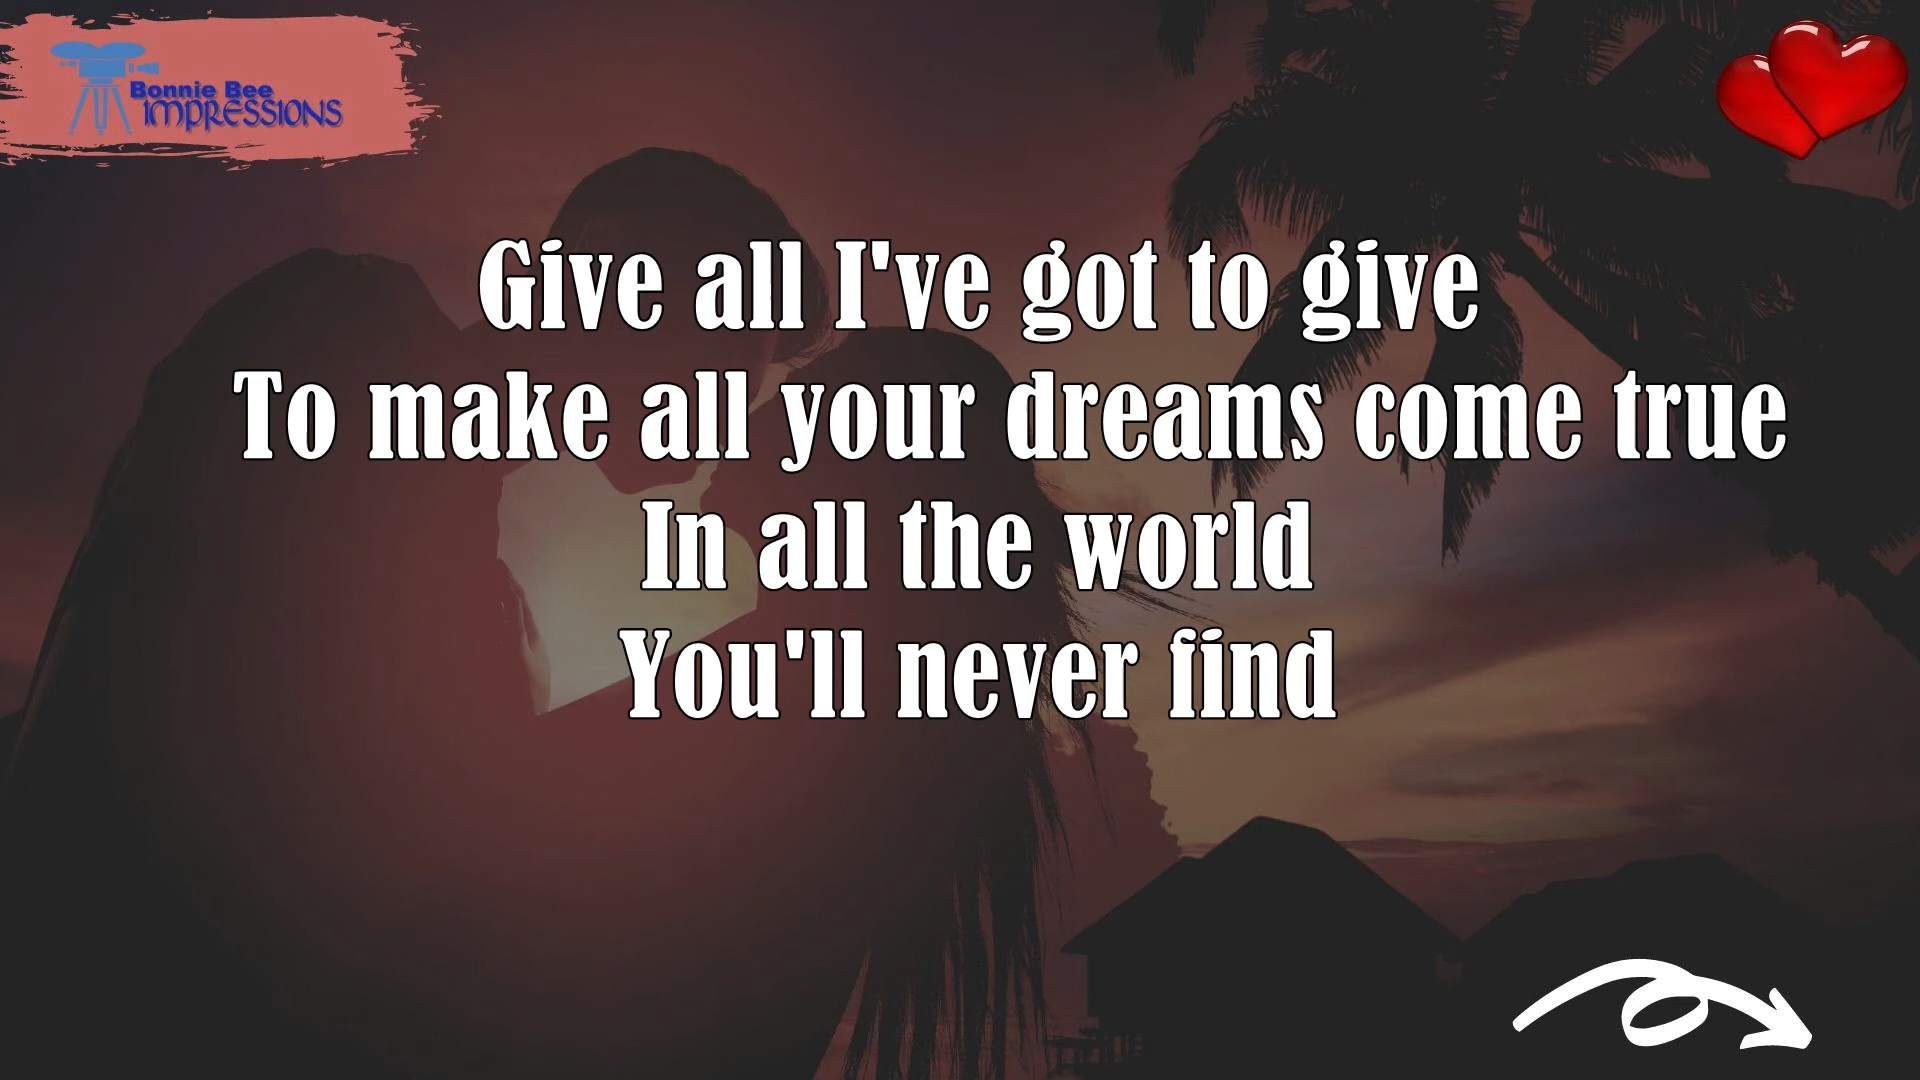 Bonnie Bee
IMPRESSIONS
Give all I've got to give
To make all your dreams come true
In all the world
You'll never find